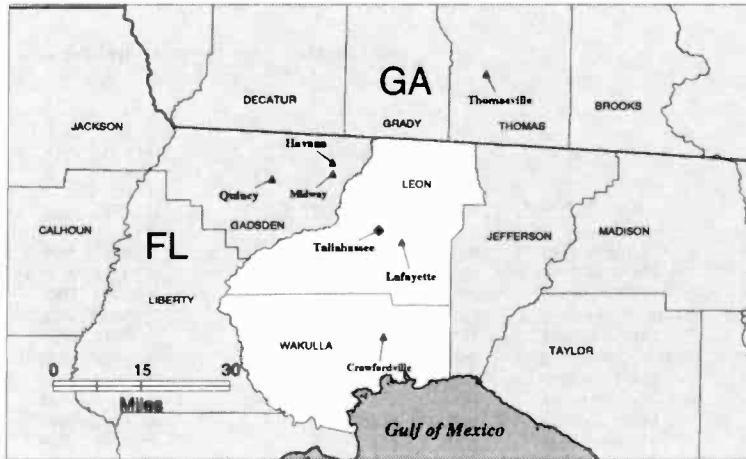 GA
Thomasville
DECATUR
BROOKS
JACKSON
GRADY
THOMAS
Havana
LEON
Quincy
Midway
GADSDEN
CALHOUN
FL
Tallahassee
JEFFERSON
MADISON
Lafayette
LIBERTY
WAKULLA
TAYLOR
Crawfordville
0 15 30
Miles
Gulf of Mexico